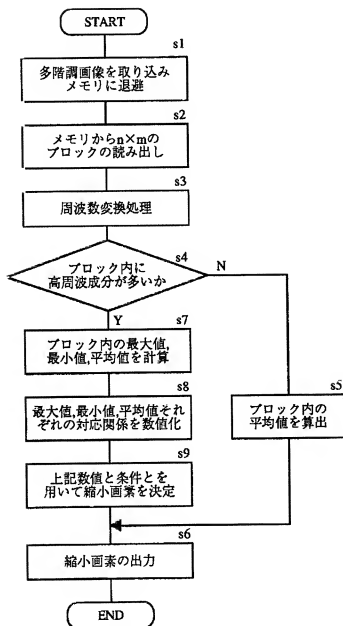 START
s1
多階調画像を取り込み
メモリに退避
s2
メモリからn×mの
ブロックの読み出し
s3
周波数変換処理
s4
ブロック内に
高周波成分が多いか
N
Y
s7
ブロック内の最大値,
最小値,平均値を計算
s8
最大値,最小値,平均値それ
ぞれの対応関係を数値化
s5
ブロック内の
平均値を算出
s9
上記数値と条件とを
用いて縮小画素を決定
s6
縮小画素の出力
END